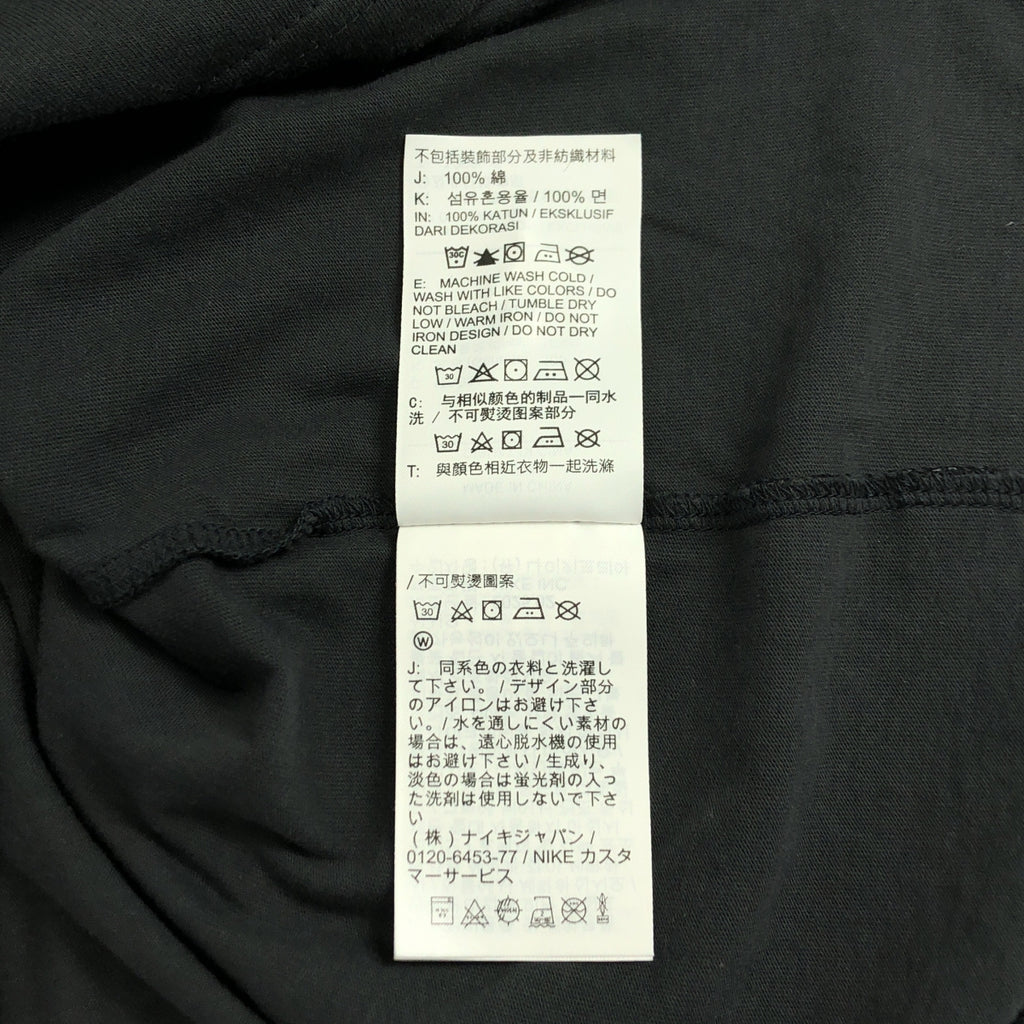 不包括裝飾部分及非紡織材料
J: 100% 綿
K: 섬유혼용율 / 100% 면
IN: 100% KATUN / EKSKLUSIF
DARI DEKORASI
30C
E: MACHINE WASH COLD /
WASH WITH LIKE COLORS / DO
NOT BLEACH / TUMBLE DRY
LOW / WARM IRON / DO NOT
IRON DESIGN / DO NOT DRY
CLEAN
30
C: 与相似颜色的制品一同水
洗 / 不可熨烫图案部分
30
T: 與顏色相近衣物一起洗滌
MADE IN CHINA
/ 不可熨燙圖案
30
W
J: 同系色の衣料と洗濯し
て下さい。/ デザイン部分
のアイロンはお避け下さ
い。/ 水を通しにくい素材の
場合は、遠心脱水機の使用
はお避け下さい / 生成り、
淡色の場合は蛍光剤の入っ
た洗剤は使用しないで下さ
い
(株) ナイキジャパン /
0120-6453-77 / NIKE カスタ
マーサービス